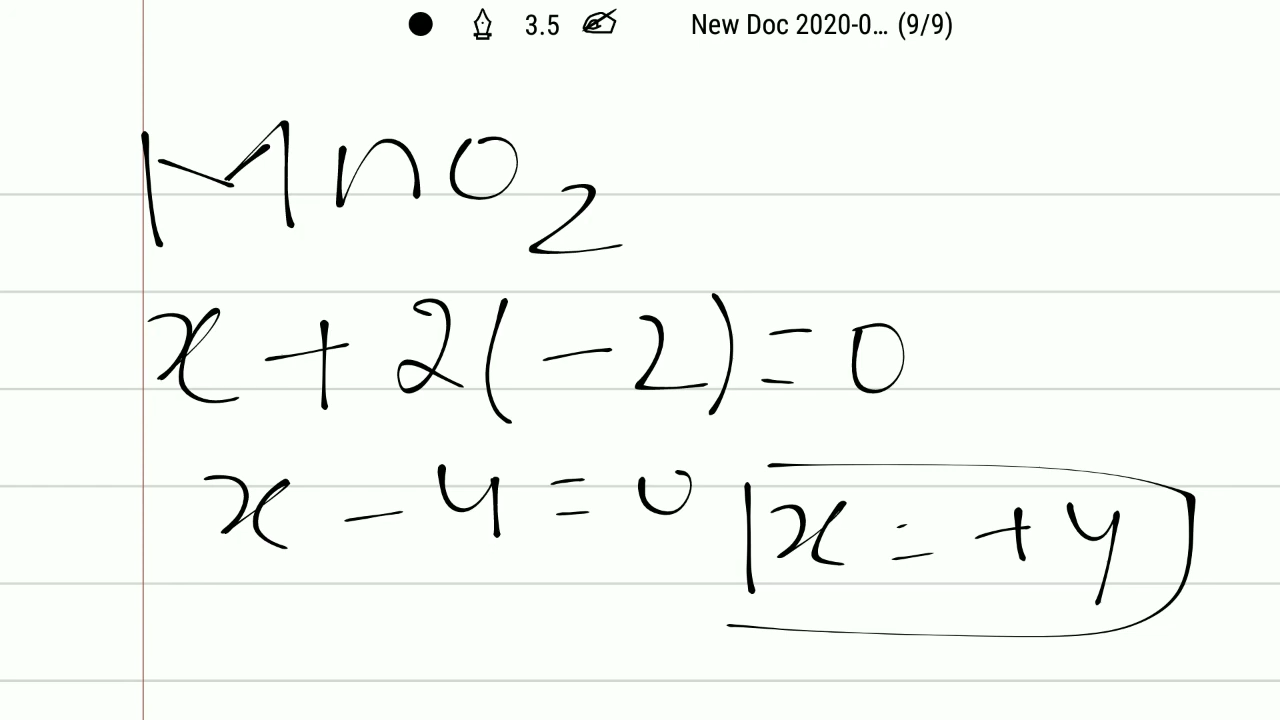 3.5 New Doc 2020-0... (9/9)
MnO2
x + 2(-2) = 0
x - 4 = 0
x = +4